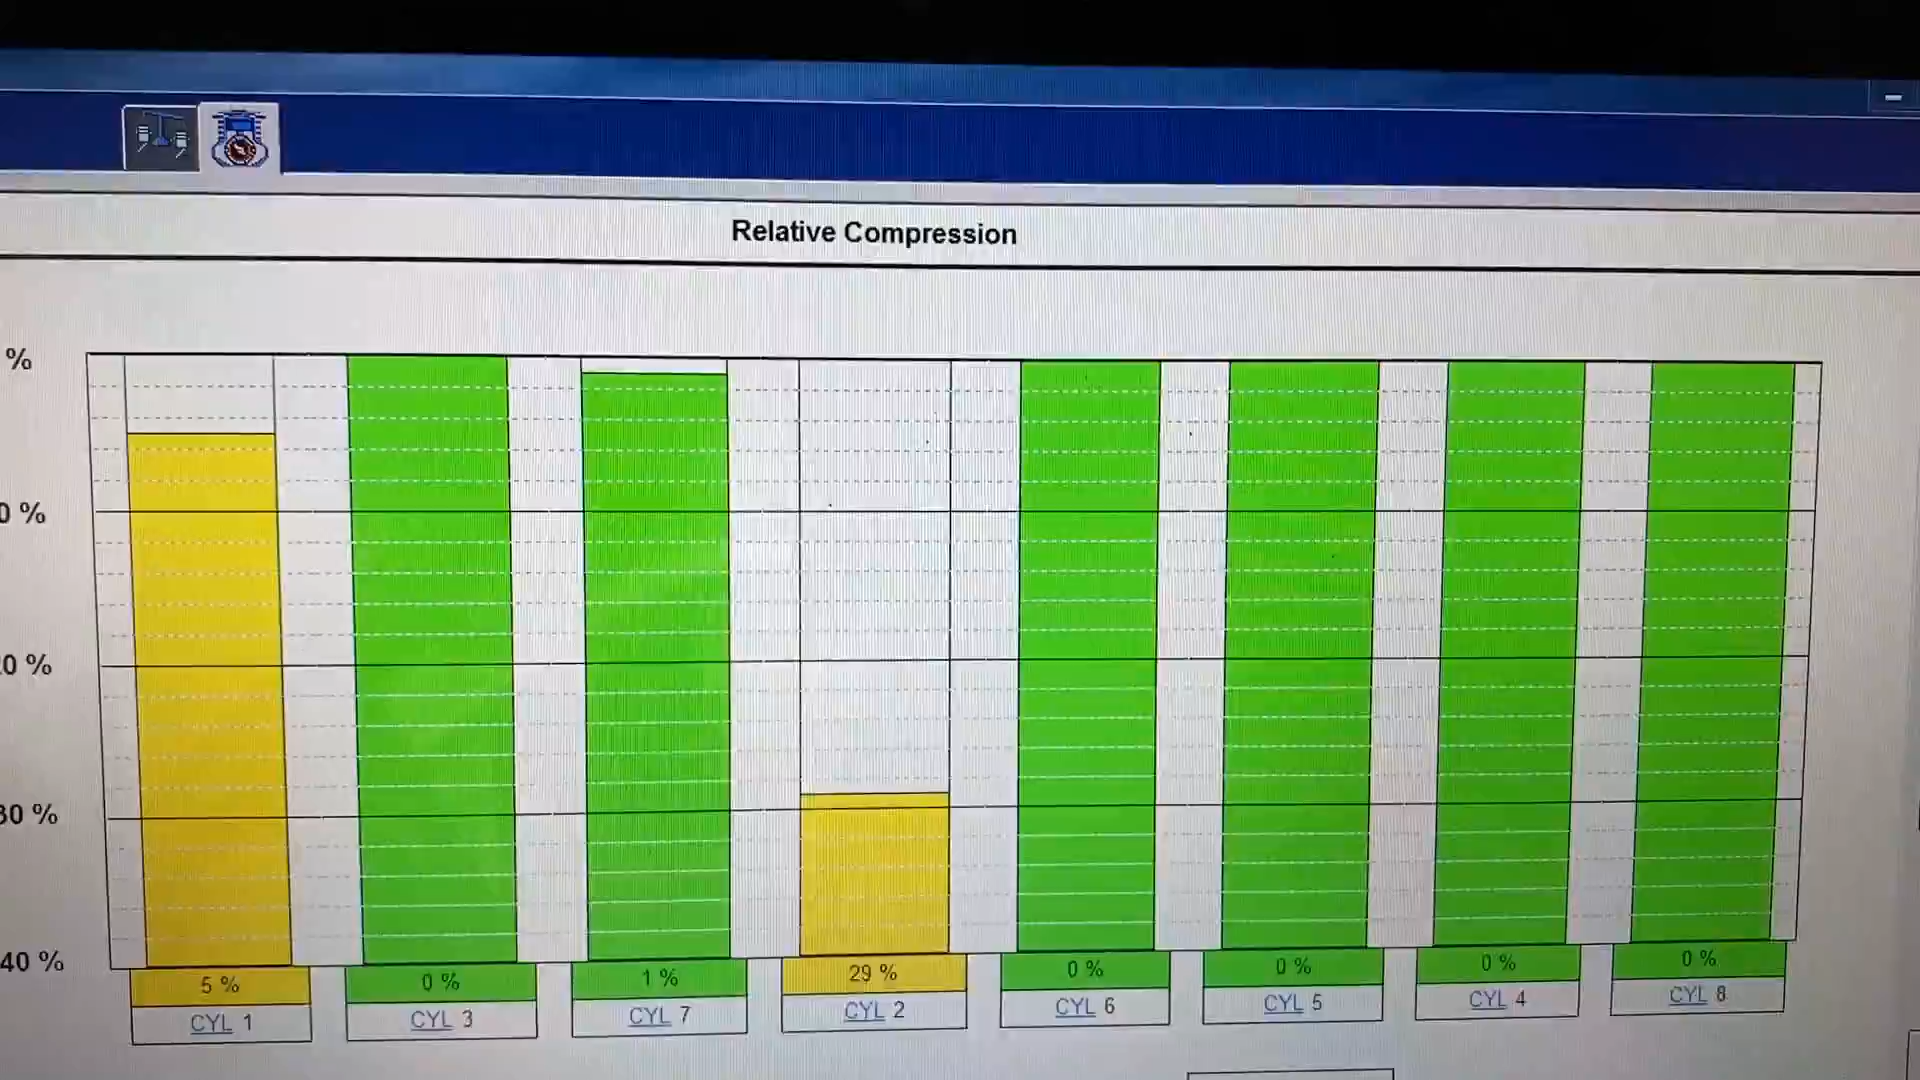 Relative Compression
%
0 %
0 %
30 %
40 %
5 %
0 %
1 %
29 %
0 %
0 %
0 %
0 %
CYL 1
CYL 3
CYL 7
CYL 2
CYL 6
CYL 5
CYL 4
CYL 8